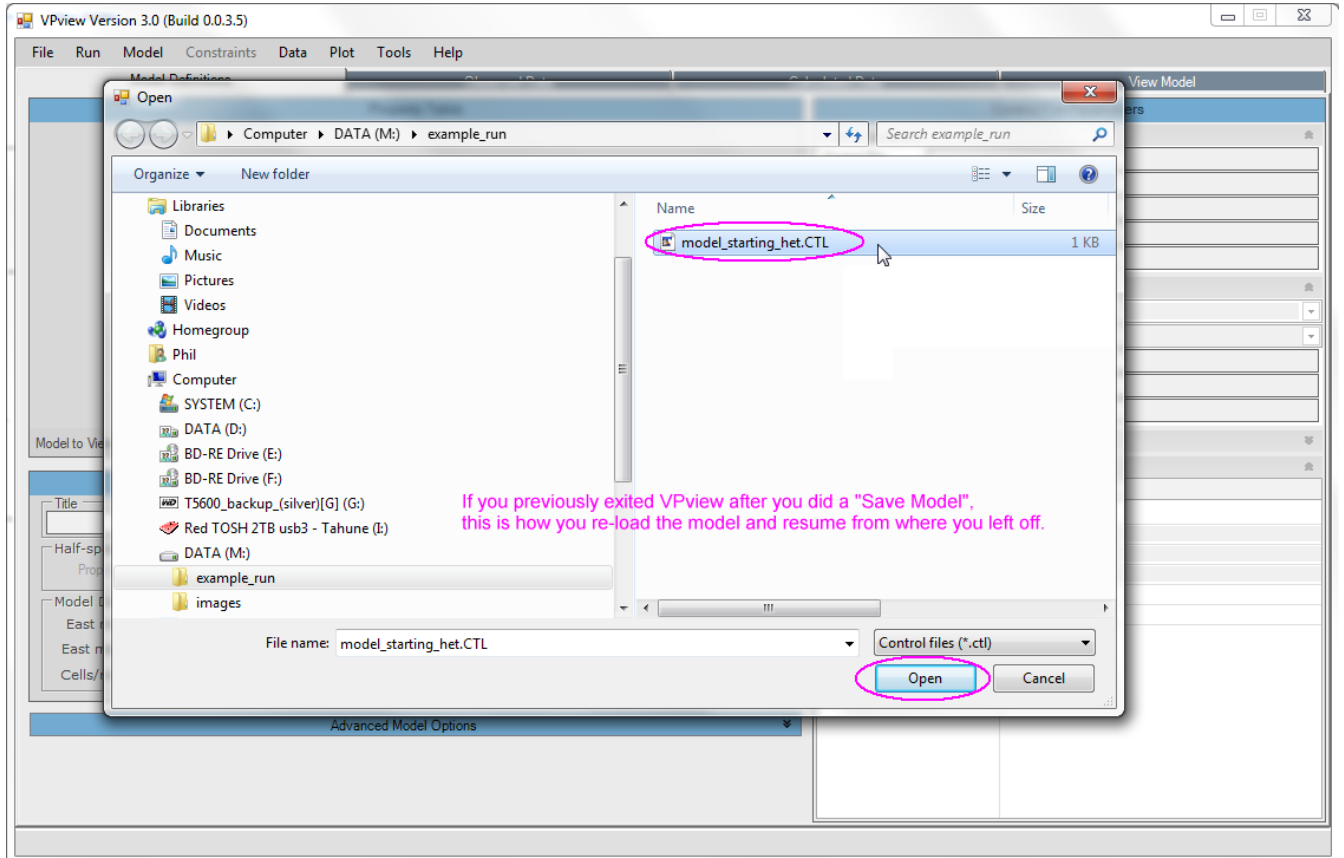 VPview Version 3.0 (Build 0.0.3.5)
File Run Model Constraints Data Plot Tools Help
Model Definitions View Model
Open
Computer ▸ DATA (M:) ▸ example_run
Search example_run
Organize New folder
Libraries
Documents
Music
Pictures
Videos
Homegroup
Phil
Computer
SYSTEM (C:)
DATA (D:)
BD-RE Drive (E:)
BD-RE Drive (F:)
T5600_backup_(silver)[G] (G:)
Red TOSH 2TB usb3 - Tahune (I:)
DATA (M:)
example_run
images
Name Size
model_starting_het.CTL 1 KB
If you previously exited VPview after you did a "Save Model",
this is how you re-load the model and resume from where you left off.
File name: model_starting_het.CTL
Control files (*.ctl)
Open Cancel
ers
Model to Vie
Title
Half-sp
Prop
Model
East
East
Cells/
Advanced Model Options